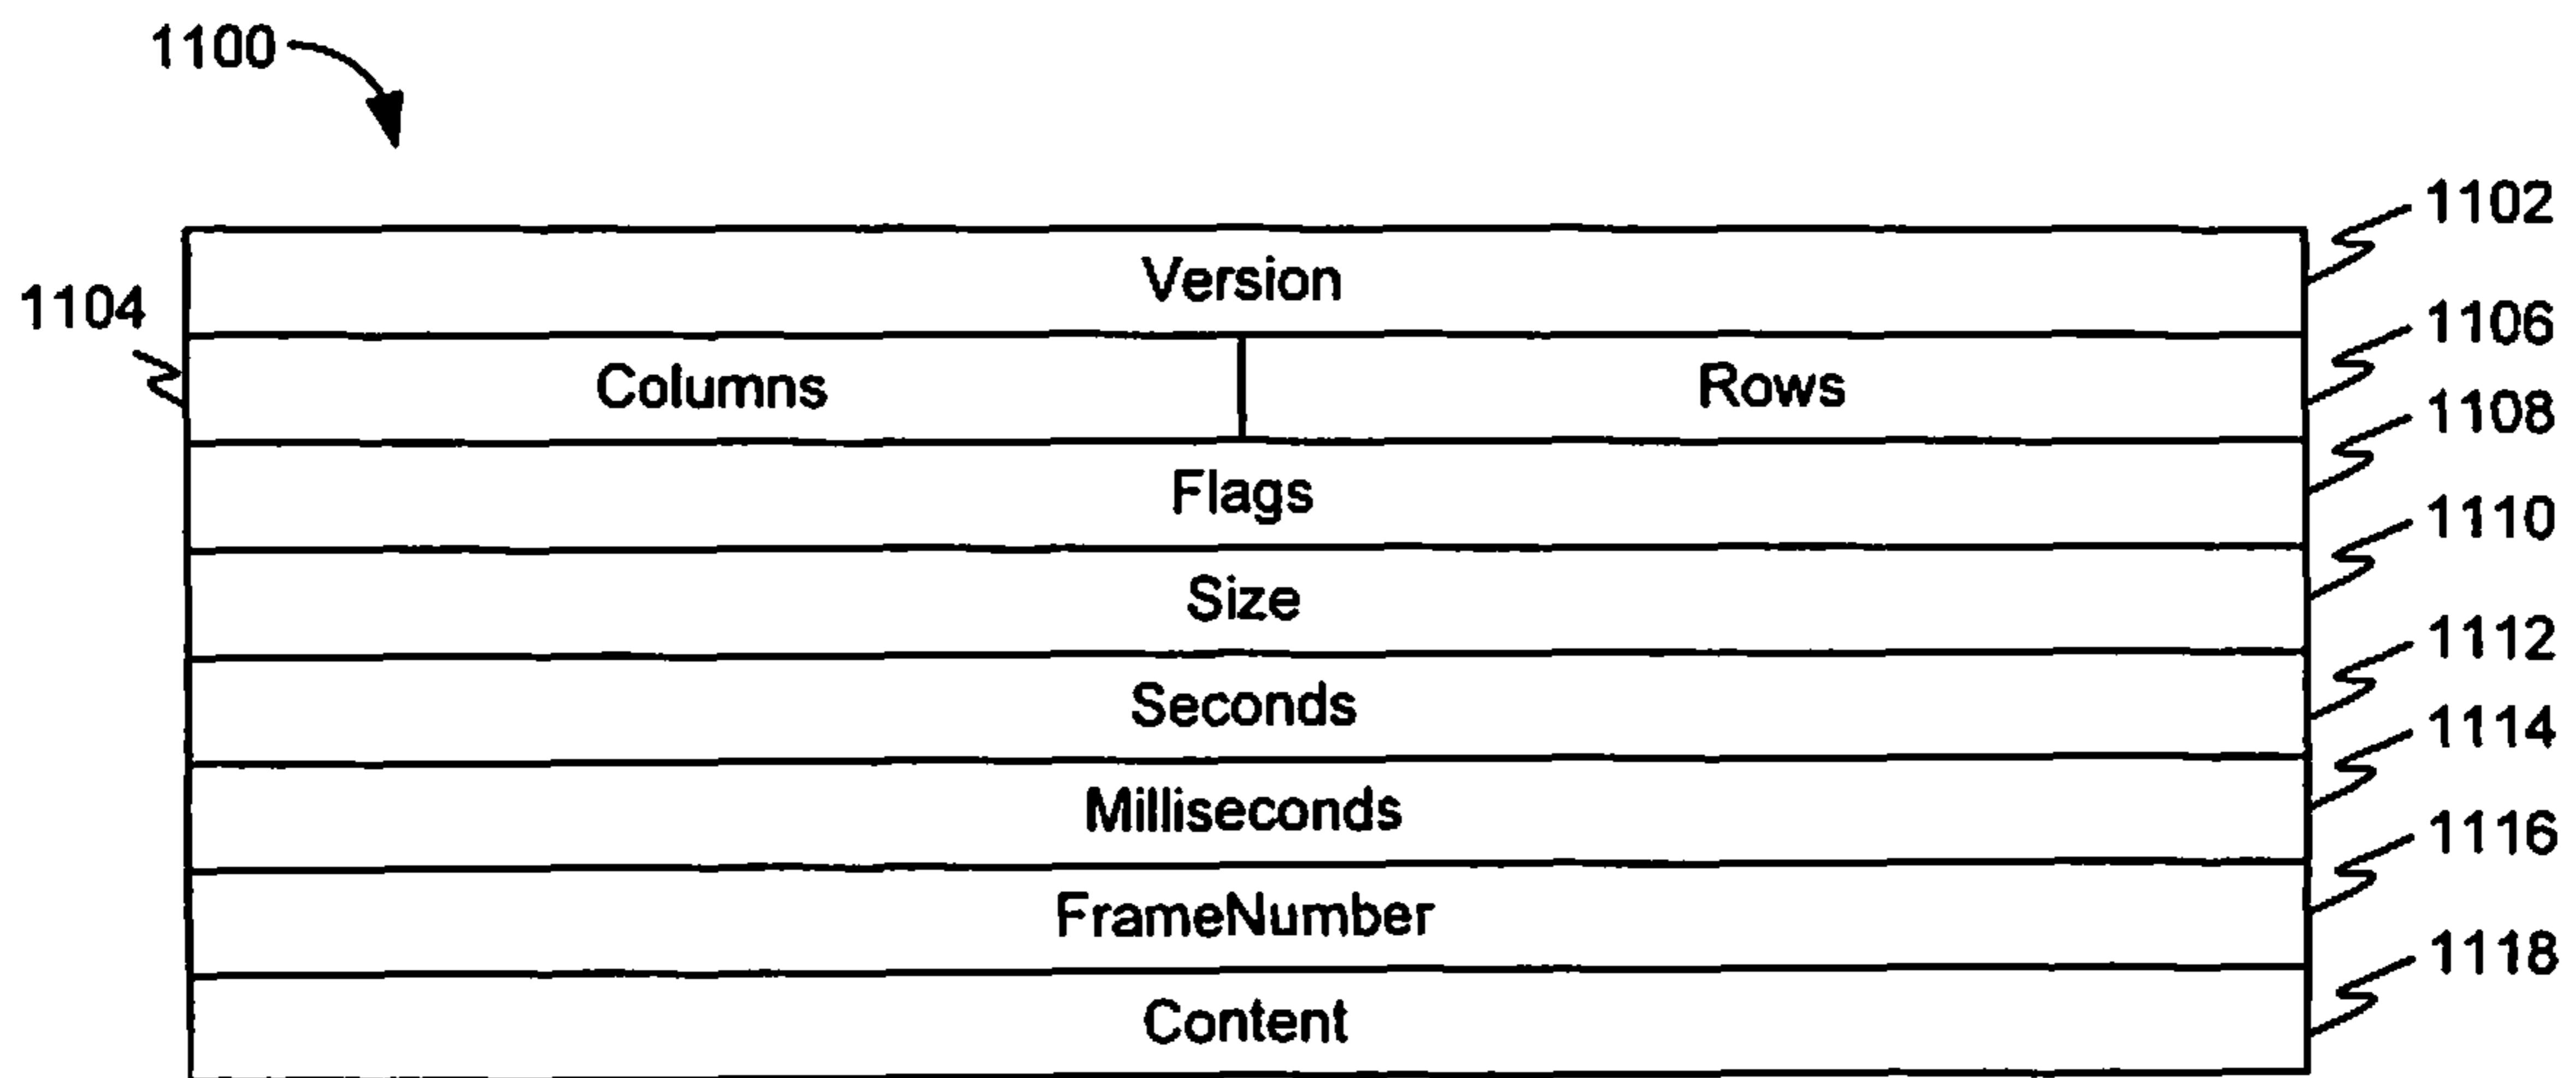 1100
1102
Version
1104
1106
Columns Rows
1108
Flags
1110
Size
1112
Seconds
1114
Milliseconds
1116
FrameNumber
1118
Content